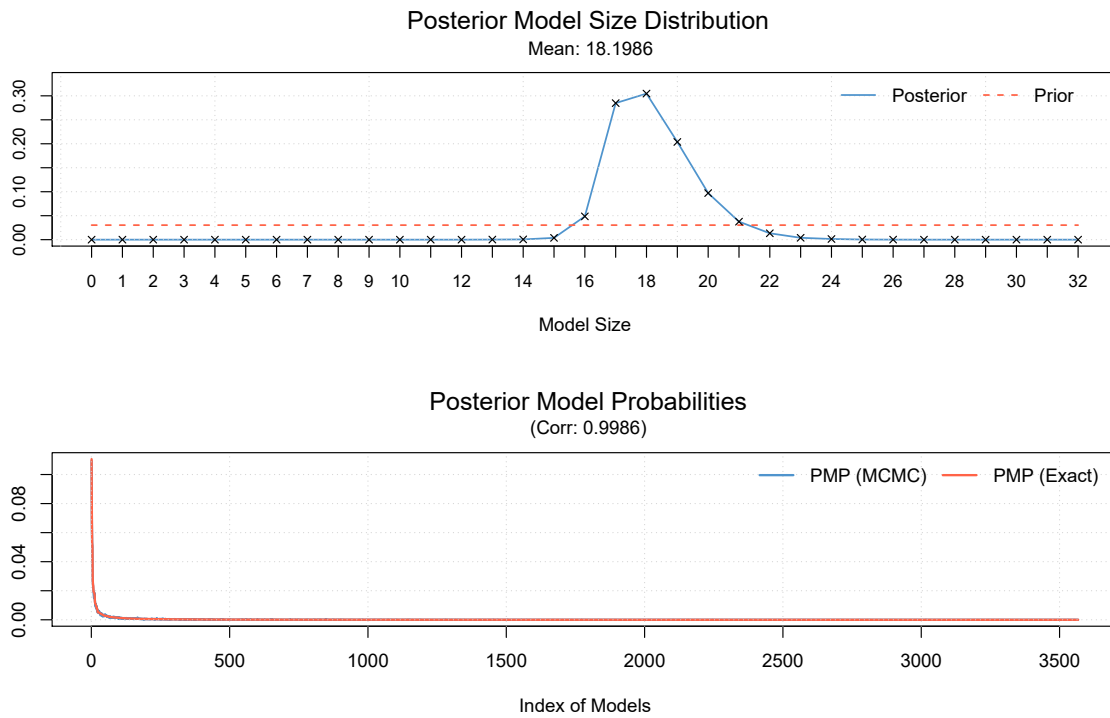 Posterior Model Size Distribution
Mean: 18.1986
0.30
0.20
0.10
0.00
Posterior
Prior
0 1 2 3 4 5 6 7 8 9 10 12 14 16 18 20 22 24 26 28 30 32
Model Size
Posterior Model Probabilities
(Corr: 0.9986)
0.08
0.04
0.00
PMP (MCMC)
PMP (Exact)
0 500 1000 1500 2000 2500 3000 3500
Index of Models